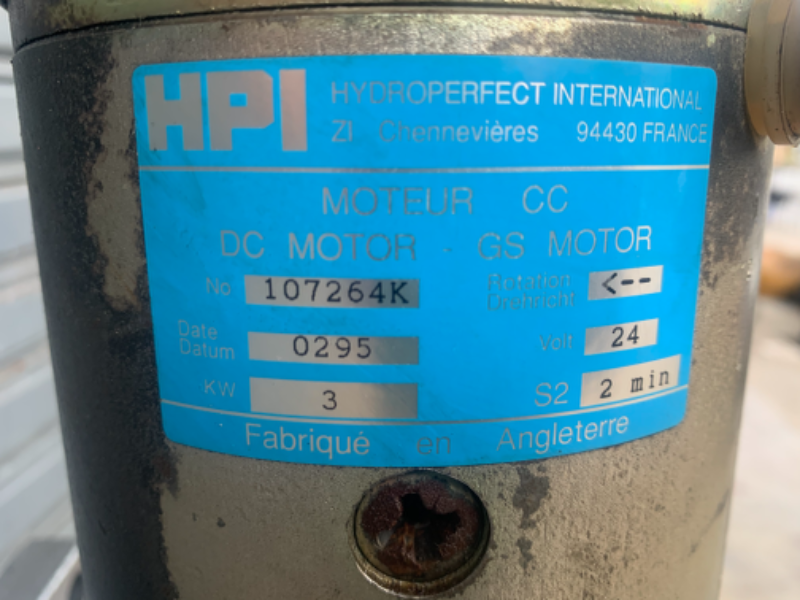 HPI
HYDROPERFECT INTERNATIONAL
ZI Chennevières 94430 FRANCE
MOTEUR CC
DC MOTOR - GS MOTOR
No 107264K
Rotation
Drehricht <--
Date
Datum 0295
Volt 24
KW 3
S2 2 min
Fabriqué en Angleterre